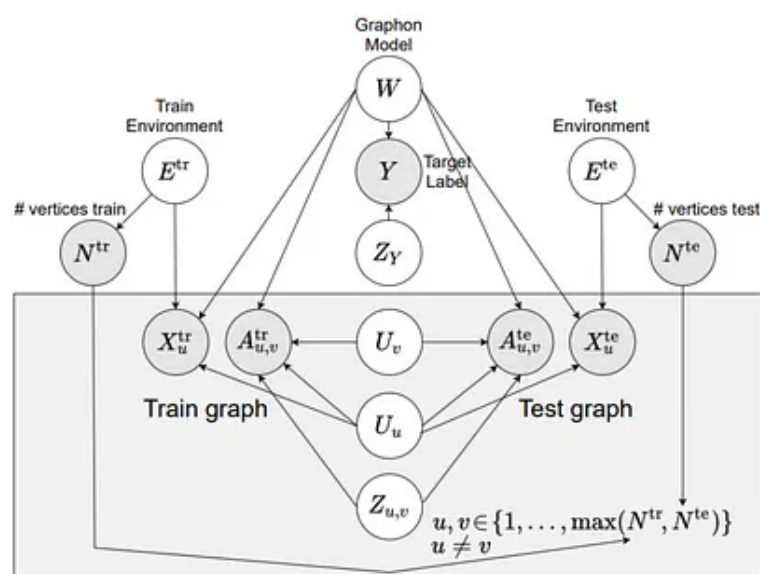 Graphon
Model
W
Train
Environment
Test
Environment
E^tr
Y
Target
Label
E^te
# vertices train
# vertices test
N^tr
Z_Y
N^te
X_u^tr
A_{u,v}^tr
U_v
A_{u,v}^te
X_u^te
Train graph
Test graph
U_u
Z_{u,v}
u, v ∈ {1, . . . , max(N^tr, N^te)}
u ≠ v